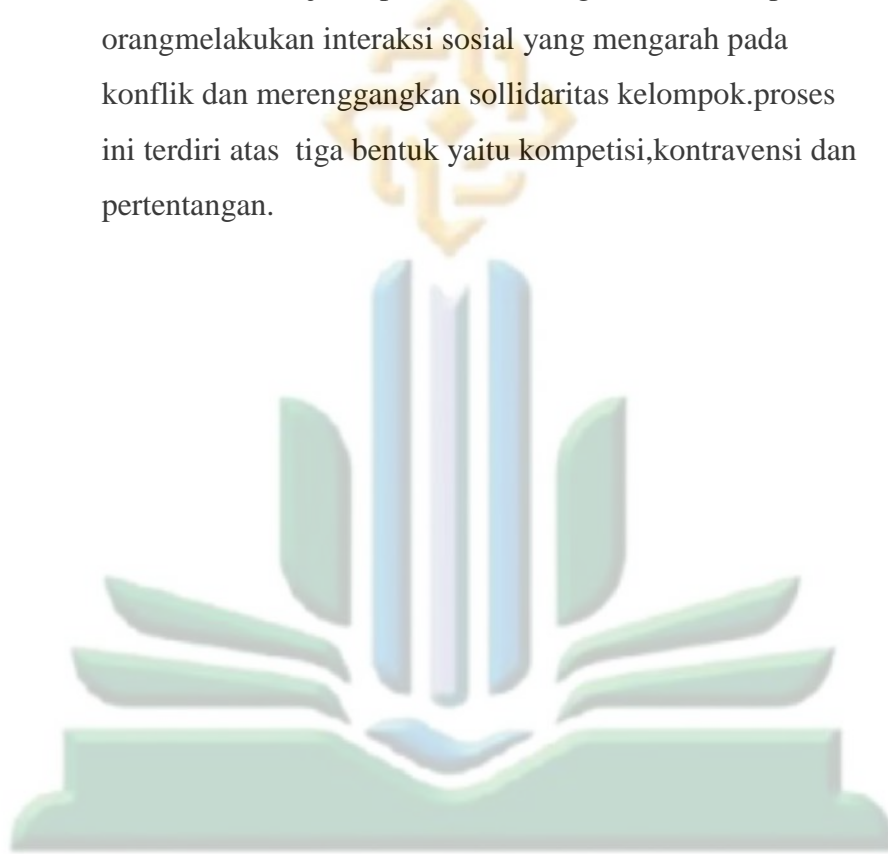 orangmelakukan interaksi sosial yang mengarah pada
konflik dan merenggangkan sollidaritas kelompok.proses
ini terdiri atas  tiga bentuk yaitu kompetisi,kontravensi dan
pertentangan.